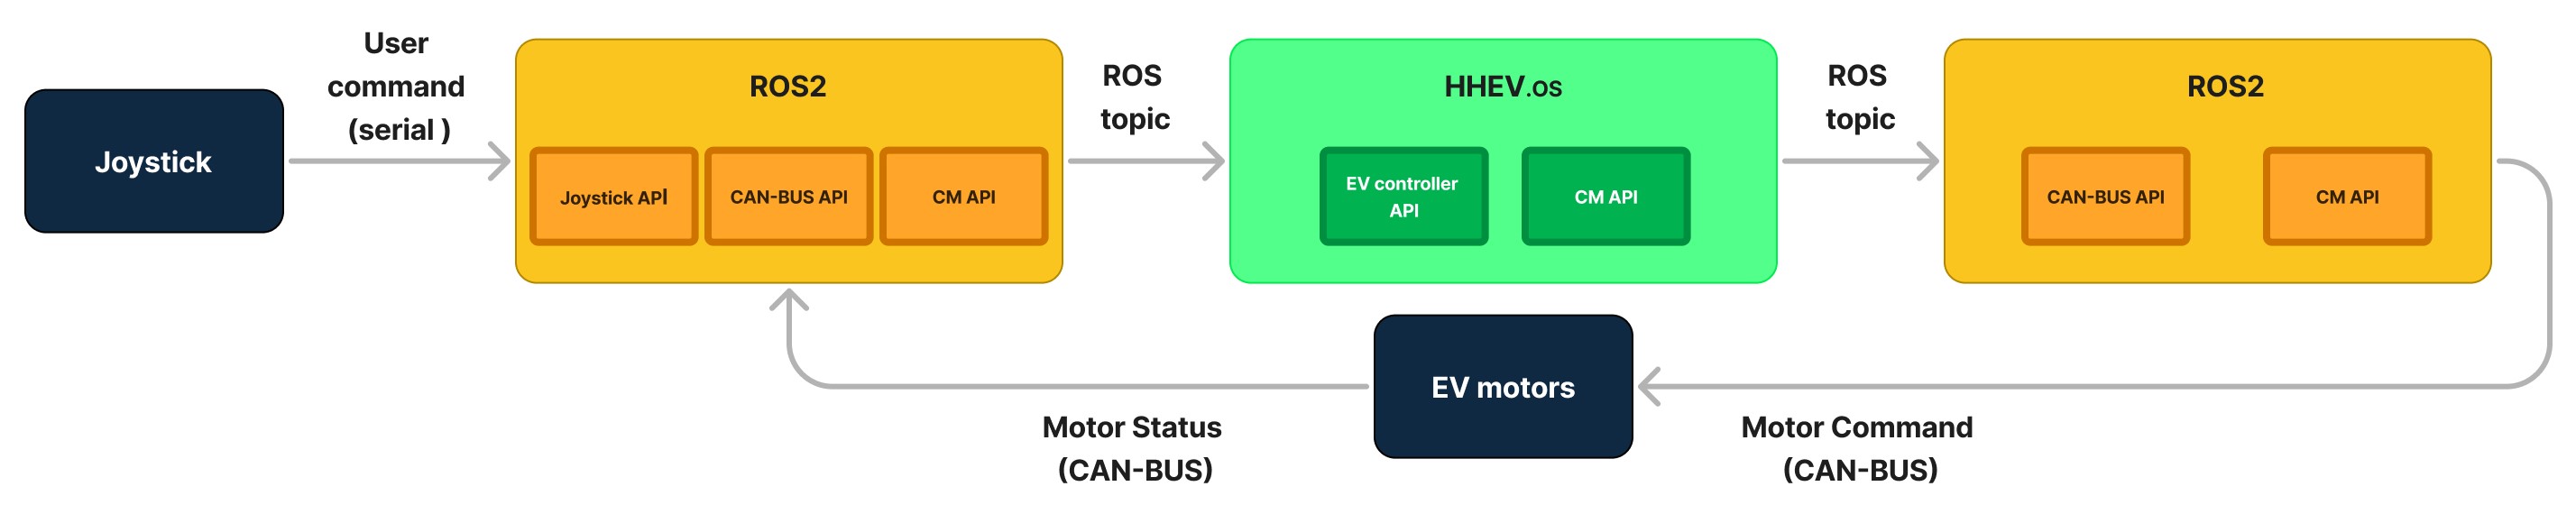 Joystick
User
command
(serial )
ROS2
Joystick API
CAN-BUS API
CM API
ROS
topic
HHEV.OS
EV controller
API
CM API
ROS
topic
ROS2
CAN-BUS API
CM API
EV motors
Motor Status
(CAN-BUS)
Motor Command
(CAN-BUS)